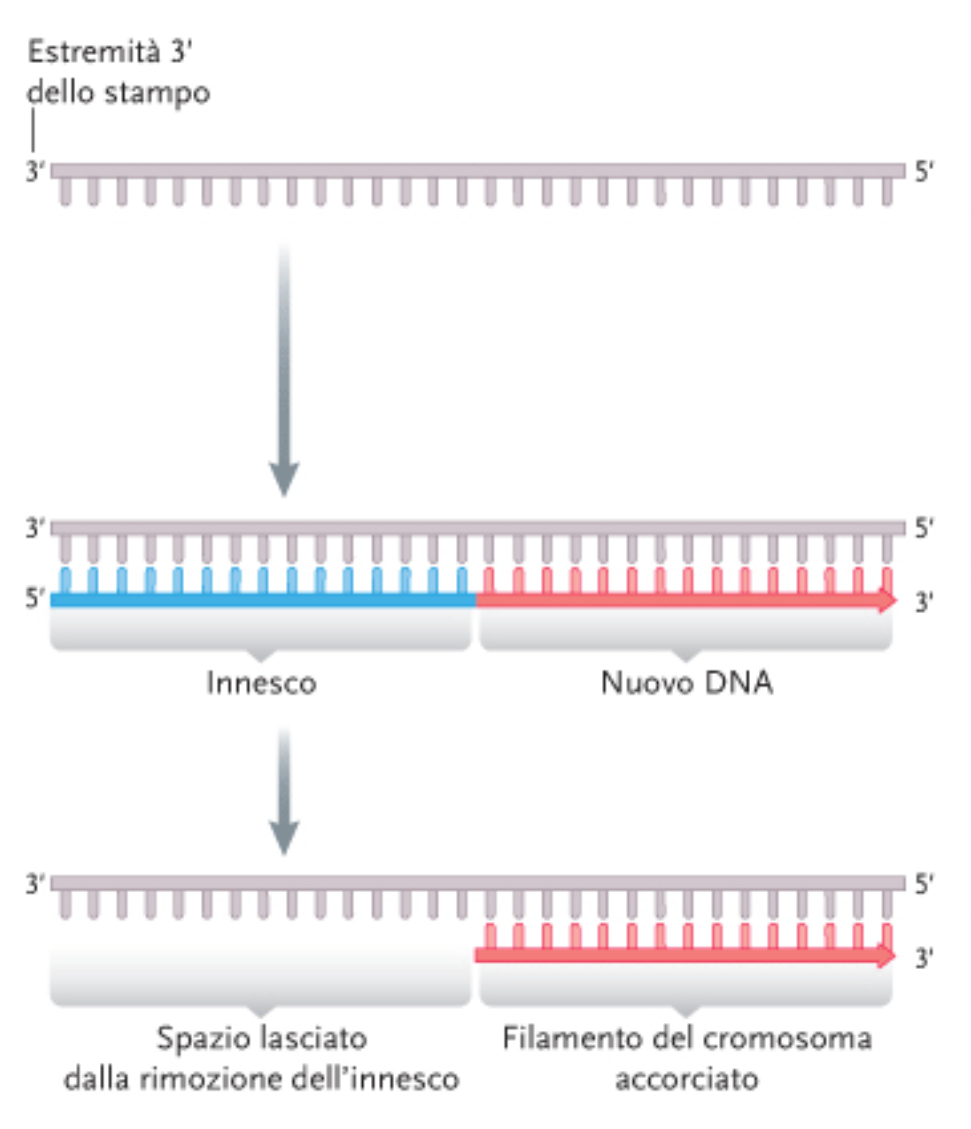 Estremità 3'
dello stampo
3' 5'
3' 5'
5' 3'
Innesco Nuovo DNA
3' 5'
3'
Spazio lasciato Filamento del cromosoma
dalla rimozione dell'innesco accorciato